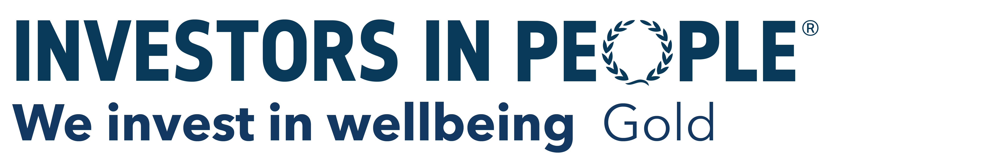 INVESTORS IN PEOPLE®
We invest in wellbeing Gold